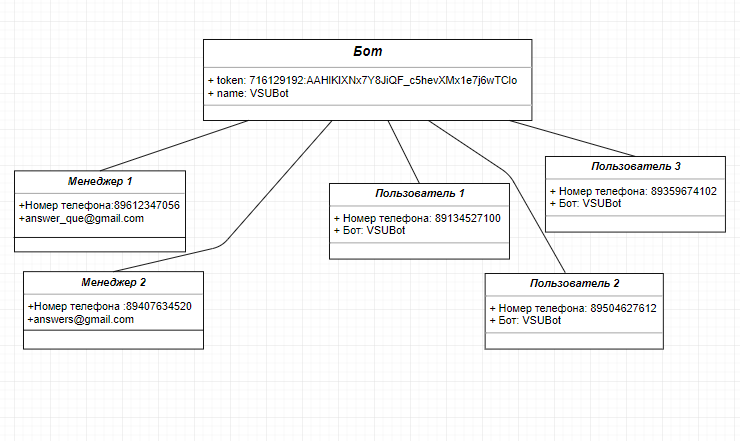 Бот
+ token: 716129192:AAHlKIXNx7Y8JiQF_c5hevXMx1e7j6wTClo
+ name: VSUBot
Менеджер 1
+Номер телефона:89612347056
+answer_que@gmail.com
Менеджер 2
+Номер телефона :89407634520
+answers@gmail.com
Пользователь 1
+ Номер телефона: 89134527100
+ Бот: VSUBot
Пользователь 2
+ Номер телефона: 89504627612
+ Бот: VSUBot
Пользователь 3
+ Номер телефона: 89359674102
+ Бот: VSUBot